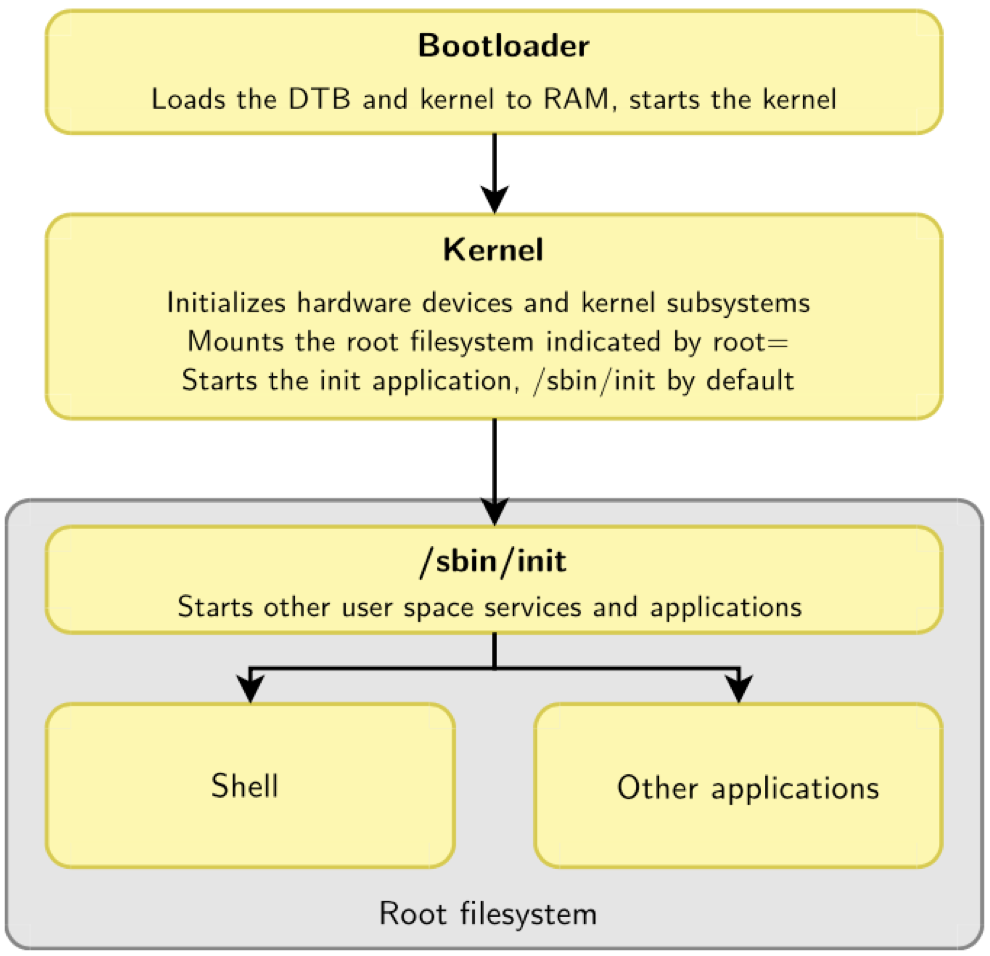 Bootloader
Loads the DTB and kernel to RAM, starts the kernel
Kernel
Initializes hardware devices and kernel subsystems
Mounts the root filesystem indicated by root=
Starts the init application, /sbin/init by default
/sbin/init
Starts other user space services and applications
Shell
Other applications
Root filesystem